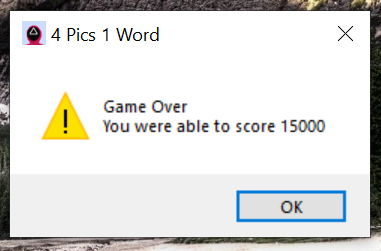 4 Pics 1 Word
Game Over
You were able to score 15000
OK